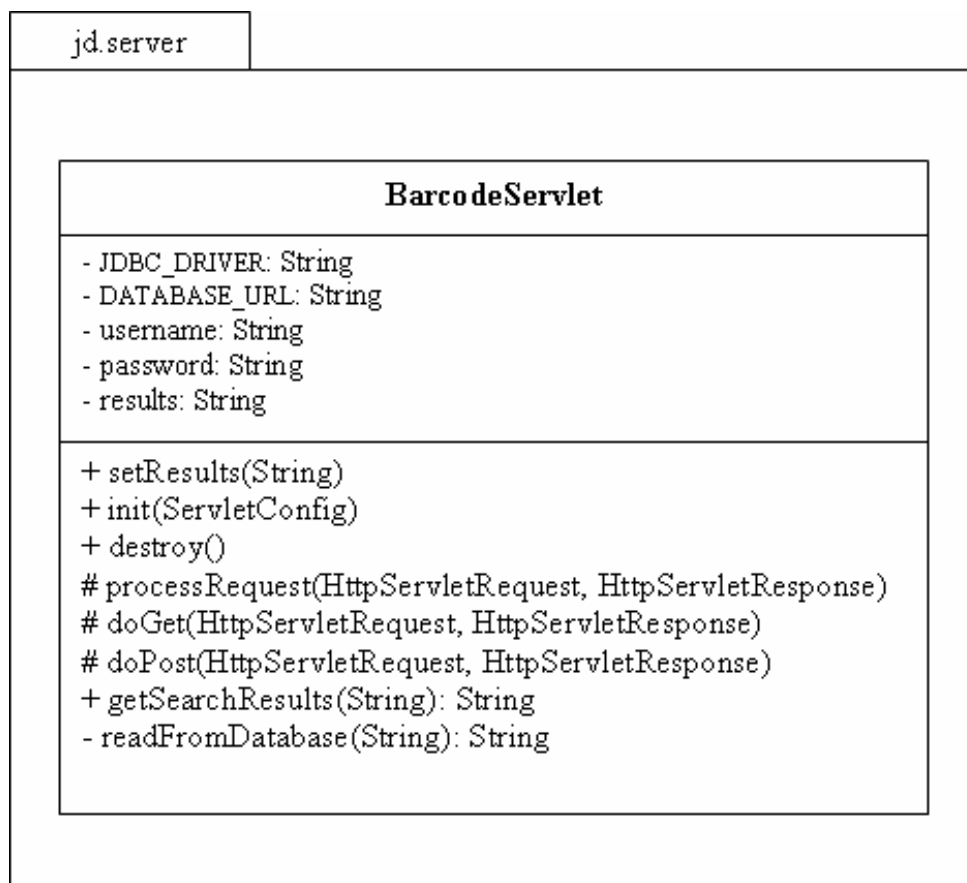 jd.server
BarcodeServlet
- JDBC_DRIVER: String
- DATABASE_URL: String
- username: String
- password: String
- results: String
+ setResults(String)
+ init(ServletConfig)
+ destroy()
# processRequest(HttpServletRequest, HttpServletResponse)
# doGet(HttpServletRequest, HttpServletResponse)
# doPost(HttpServletRequest, HttpServletResponse)
+ getSearchResults(String): String
- readFromDatabase(String): String